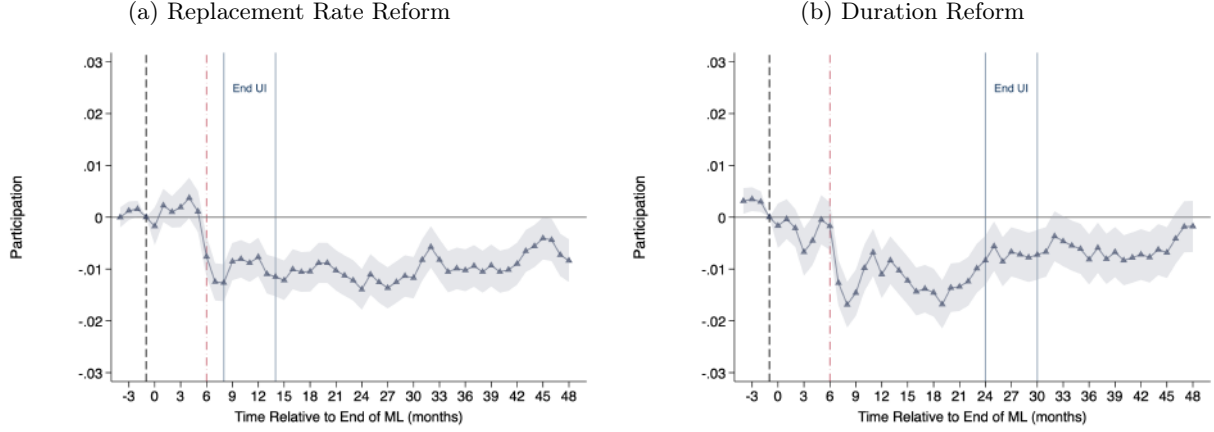 (a) Replacement Rate Reform
.03
.02
.01
0
-.01
-.02
-.03
Participation
End UI
-3 0 3 6 9 12 15 18 21 24 27 30 33 36 39 42 45 48
Time Relative to End of ML (months)
(b) Duration Reform
.03
.02
.01
0
-.01
-.02
-.03
Participation
End UI
-3 0 3 6 9 12 15 18 21 24 27 30 33 36 39 42 45 48
Time Relative to End of ML (months)